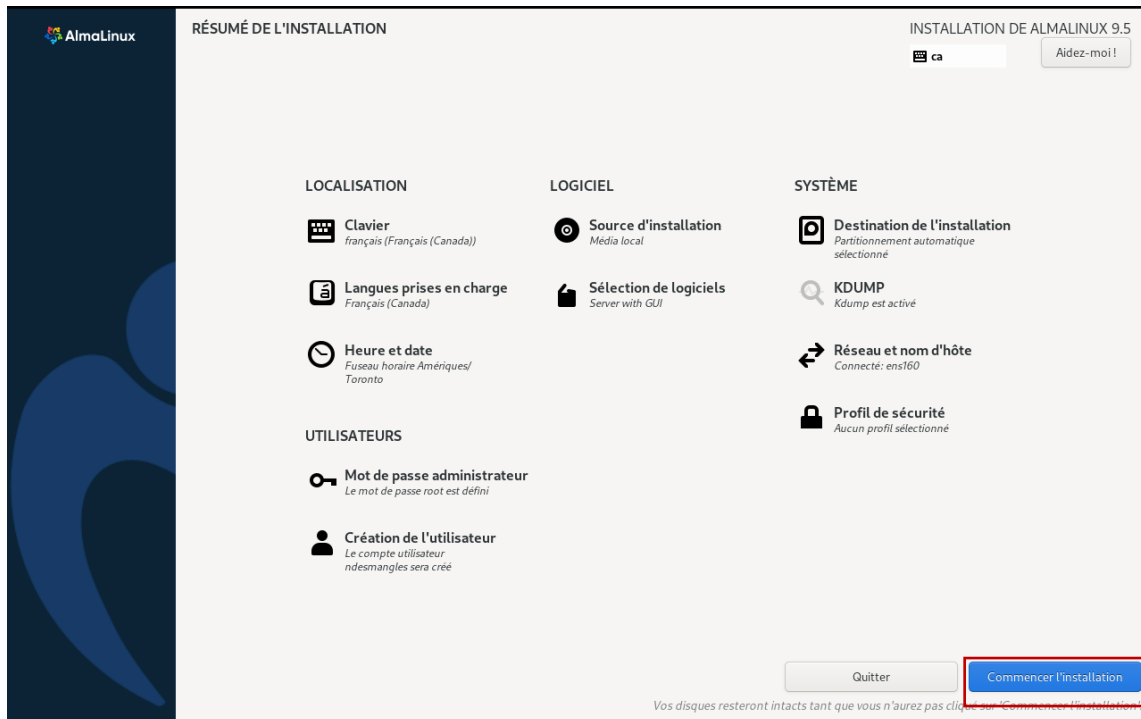 AlmaLinux
RÉSUMÉ DE L'INSTALLATION
INSTALLATION DE ALMALINUX 9.5
ca
Aidez-moi !
LOCALISATION
Clavier
français (Français (Canada))
Langues prises en charge
Français (Canada)
Heure et date
Fuseau horaire Amériques/
Toronto
UTILISATEURS
Mot de passe administrateur
Le mot de passe root est défini
Création de l'utilisateur
Le compte utilisateur
ndesmangles sera créé
LOGICIEL
Source d'installation
Média local
Sélection de logiciels
Server with GUI
SYSTÈME
Destination de l'installation
Partitionnement automatique
sélectionné
KDUMP
Kdump est activé
Réseau et nom d'hôte
Connecté: ens160
Profil de sécurité
Aucun profil sélectionné
Quitter
Commencer l'installation
Vos disques resteront intacts tant que vous n'aurez pas cliqué sur 'Commencer l'installation'